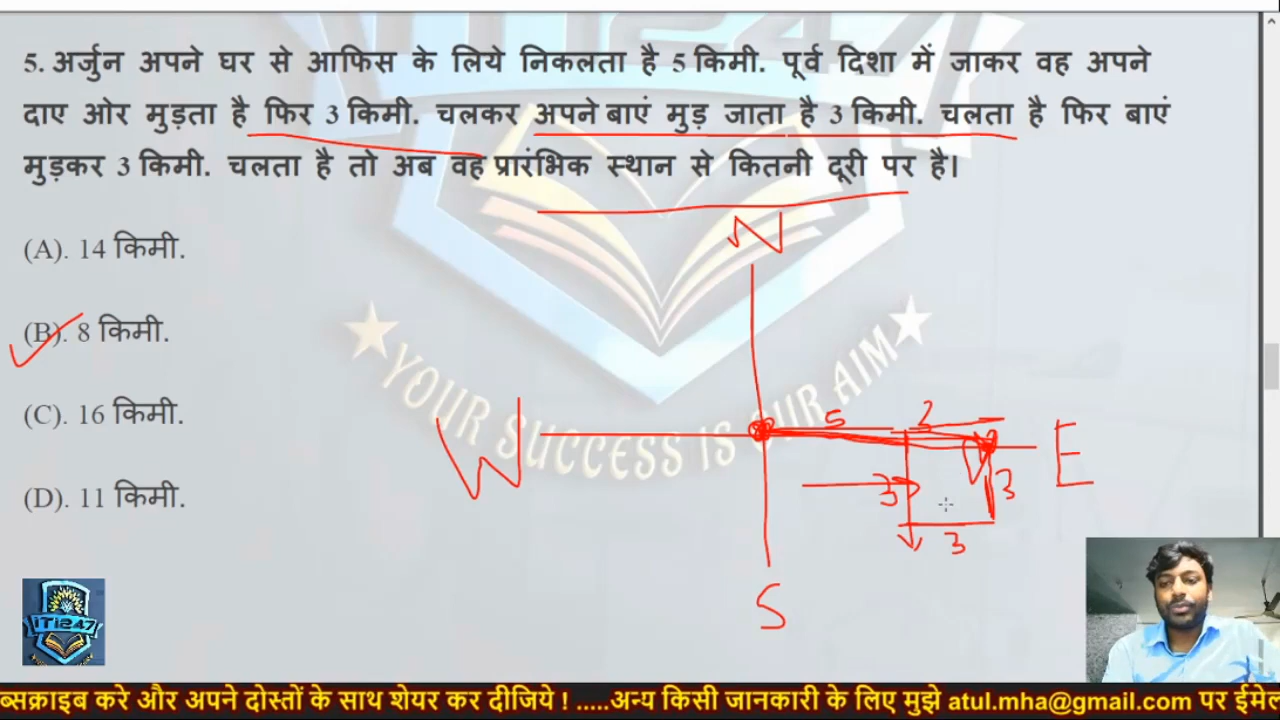 5. अर्जुन अपने घर से आफिस के लिये निकलता है 5 किमी. पूर्व दिशा में जाकर वह अपने
दाए ओर मुड़ता है फिर 3 किमी. चलकर अपने बाएं मुड़ जाता है 3 किमी. चलता है फिर बाएं
मुड़कर 3 किमी. चलता है तो अब वह प्रारंभिक स्थान से कितनी दूरी पर है।
(A). 14 किमी.
(B). 8 किमी.
(C). 16 किमी.
(D). 11 किमी.
N
W
E
S
5
3
3
3
YOUR SUCCESS IS OUR AIM
ITI247
ब्सक्राइब करे और अपने दोस्तों के साथ शेयर कर दीजिये ! .....अन्य किसी जानकारी के लिए मुझे atul.mha@gmail.com पर ईमेल